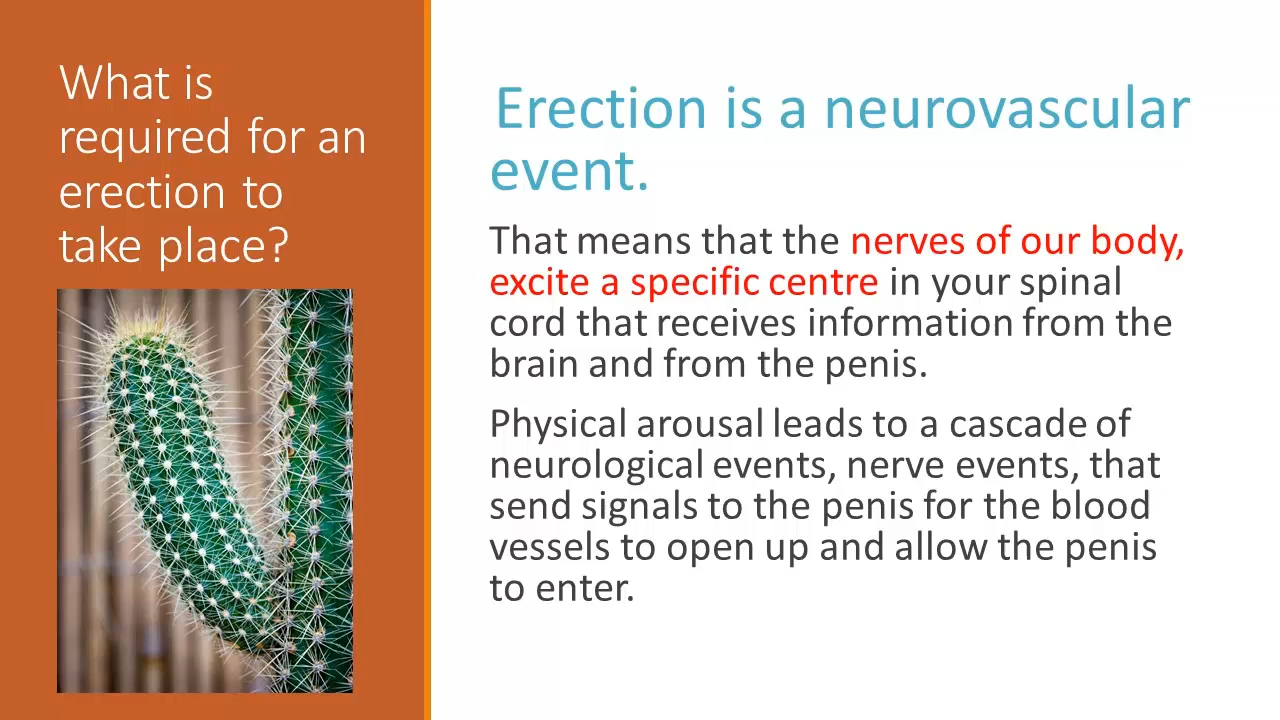 What is
required for an
erection to
take place?
Erection is a neurovascular
event.
That means that the nerves of our body,
excite a specific centre in your spinal
cord that receives information from the
brain and from the penis.
Physical arousal leads to a cascade of
neurological events, nerve events, that
send signals to the penis for the blood
vessels to open up and allow the penis
to enter.